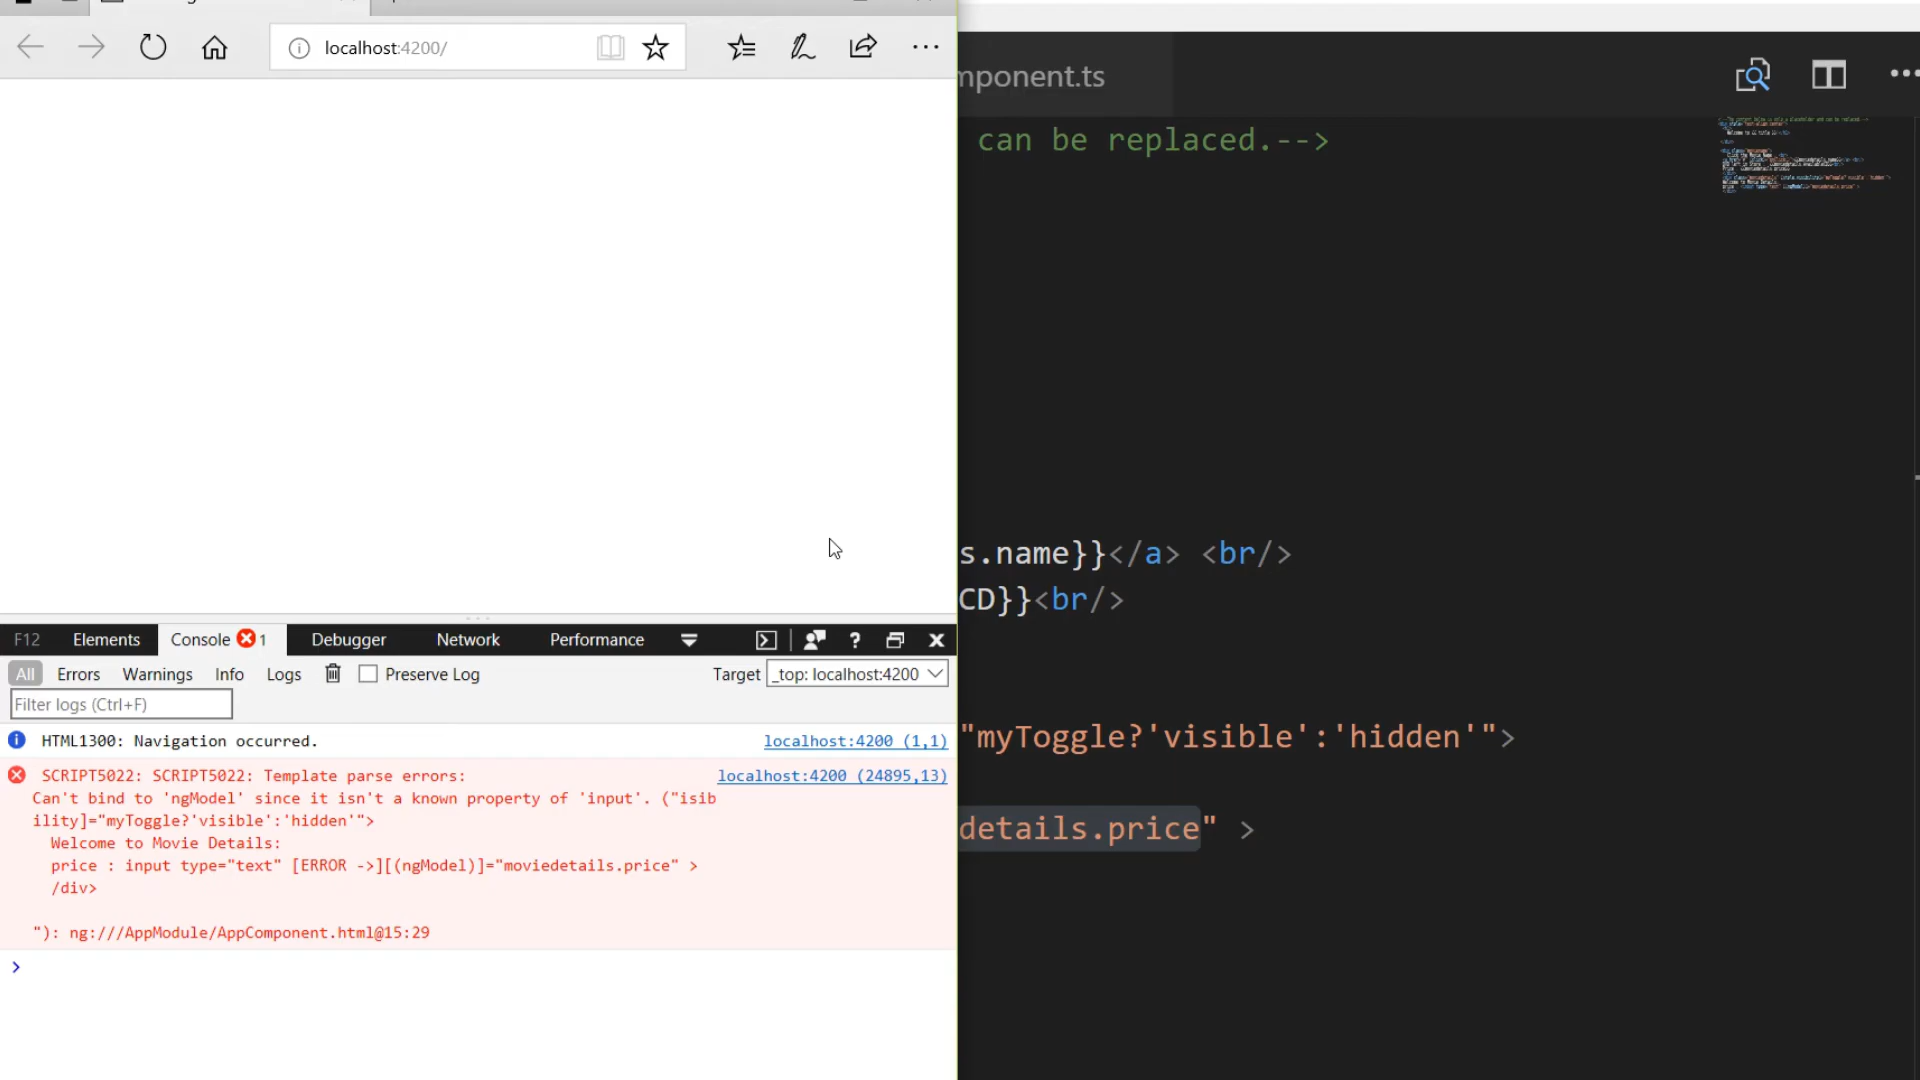 localhost:4200/
mponent.ts
can be replaced.-->
s.name}}</a> <br/>
CD}}<br/>
"myToggle?'visible':'hidden'">
details.price" >
F12 Elements Console 1 Debugger Network Performance
All Errors Warnings Info Logs Preserve Log Target _top: localhost:4200
Filter logs (Ctrl+F)
HTML1300: Navigation occurred. localhost:4200 (1,1)
SCRIPT5022: SCRIPT5022: Template parse errors: localhost:4200 (24895,13)
Can't bind to 'ngModel' since it isn't a known property of 'input'. ("isib
ility]="myToggle?'visible':'hidden'">
Welcome to Movie Details:
price : input type="text" [ERROR ->][(ngModel)]="moviedetails.price" >
/div>
"): ng:///AppModule/AppComponent.html@15:29
>